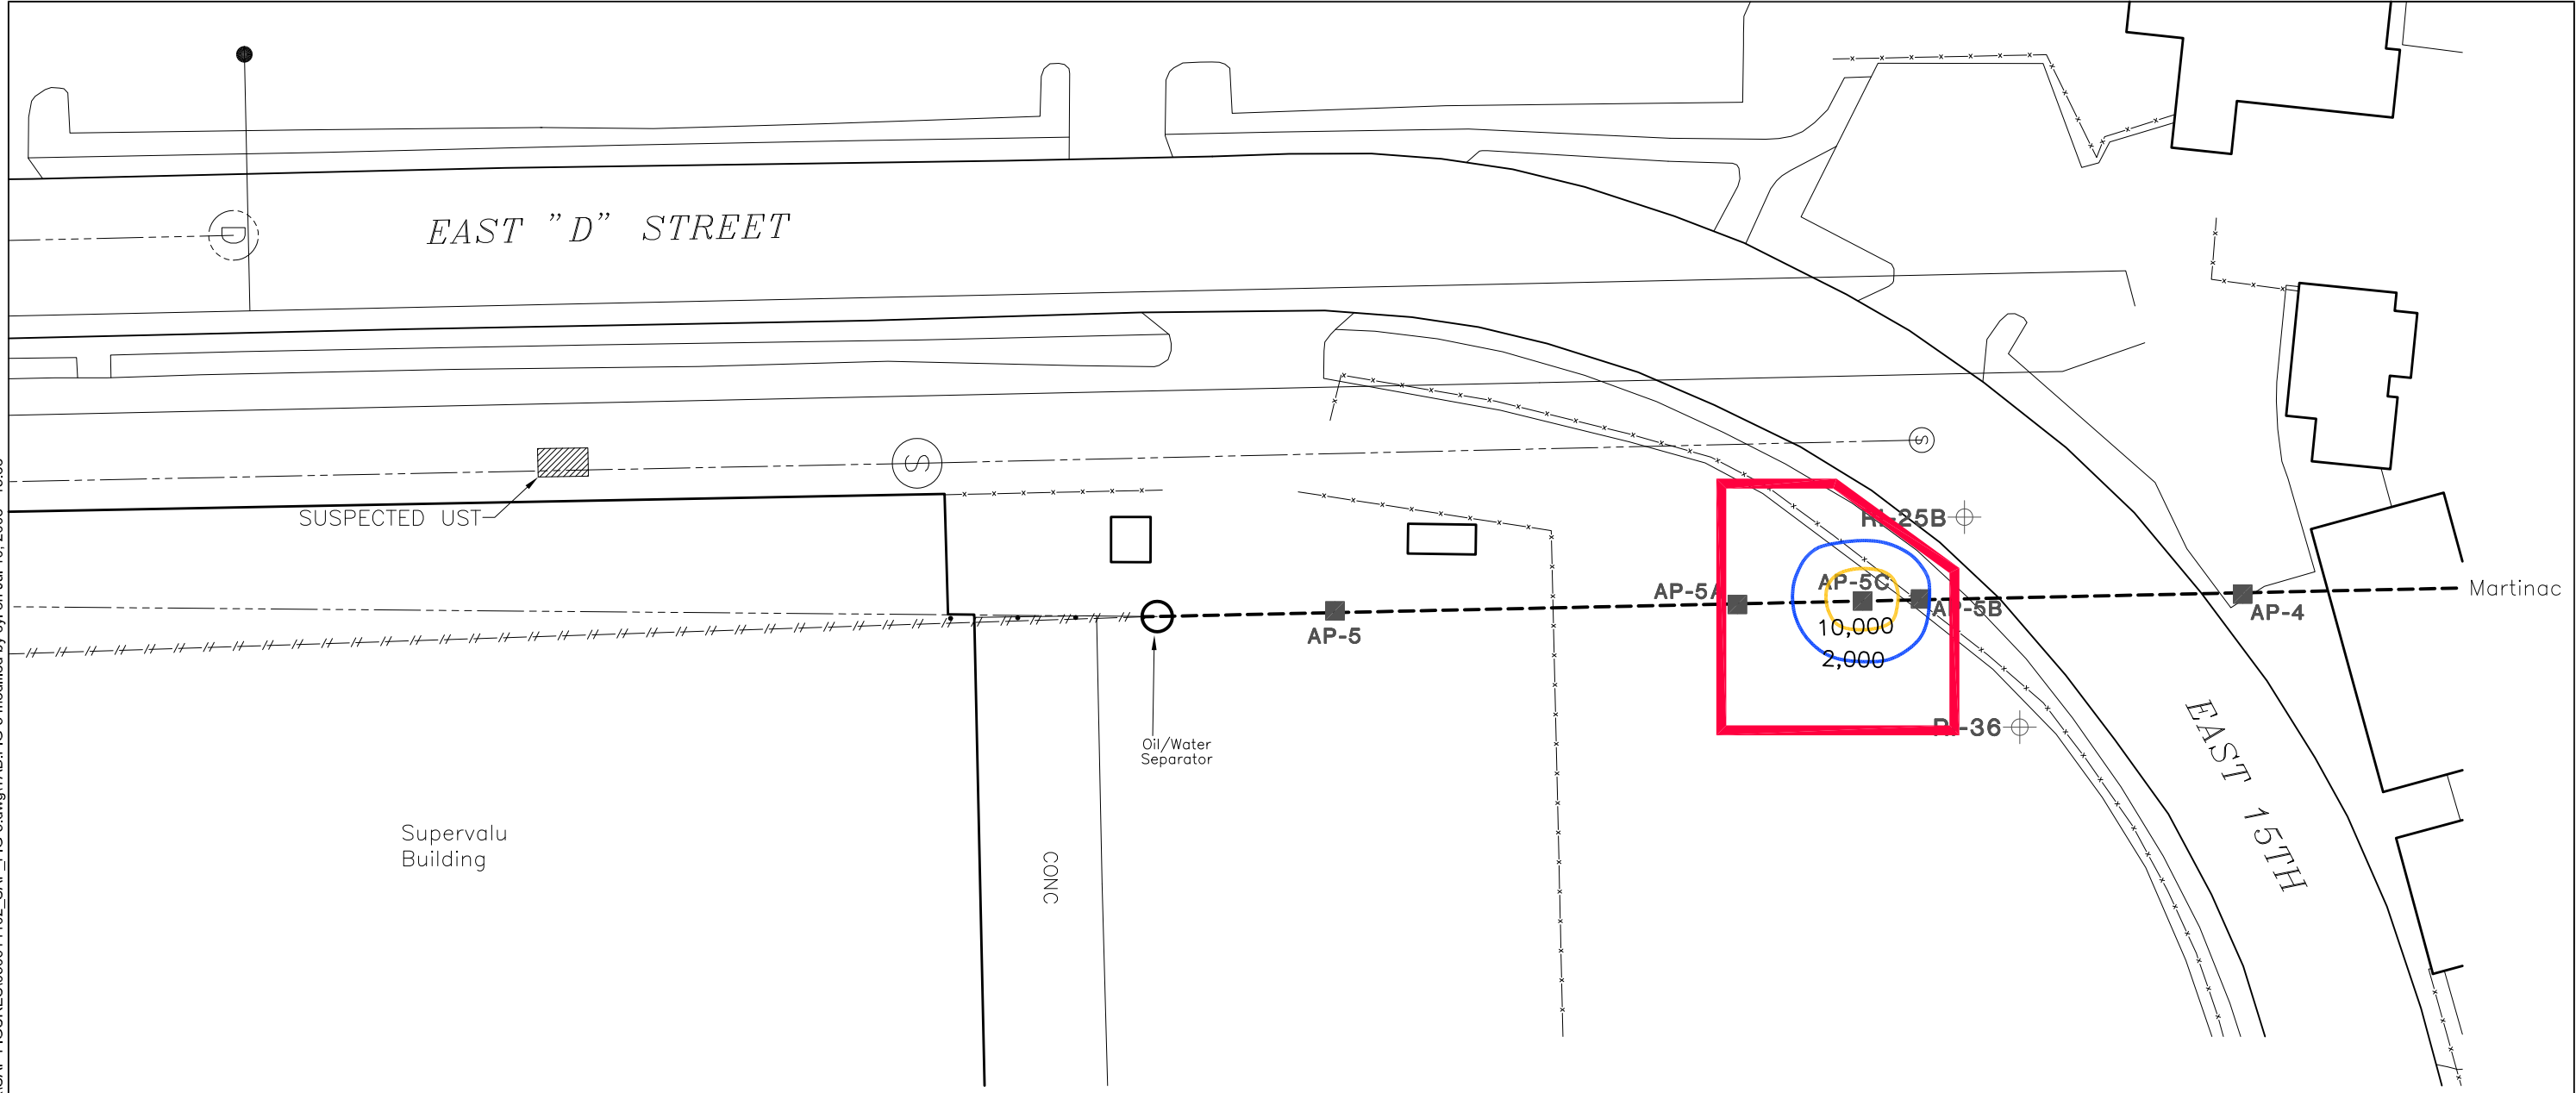 D
EAST "D" STREET
S
S
SUSPECTED UST
RI-25B
AP-5A
AP-5C
AP-5B
10,000
2,000
AP-5
AP-4
Martinac
Oil/Water
Separator
-36
EAST 15TH
Supervalu
Building
CONC